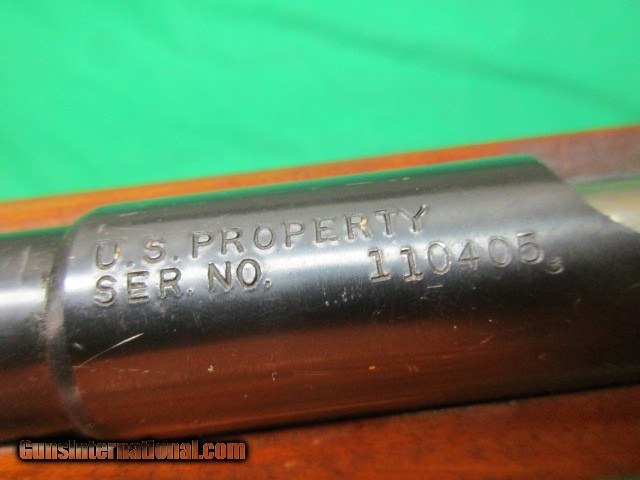 U.S. PROPERTY
SER. NO. 110405
GunsInternational.com